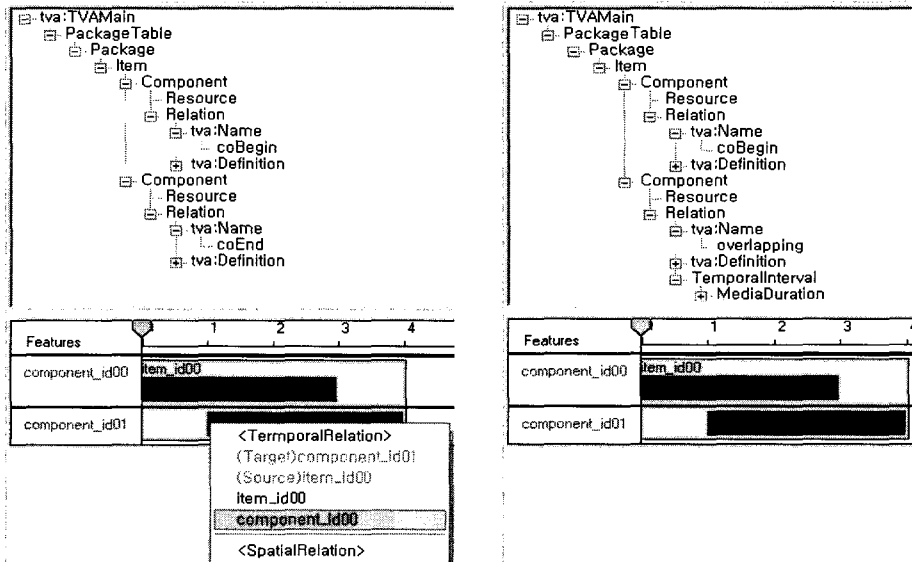 tva:TVAMain
PackageTable
Package
Item
Component
Resource
Relation
tva:Name
coBegin
tva:Definition
Component
Resource
Relation
tva:Name
coEnd
tva:Definition
Features
1 2 3 4
component_id00
item_id00
component_id01
<TermporalRelation>
(Target)component_id01
(Source)item_id00
item_id00
component_id00
<SpatialRelation>
tva:TVAMain
PackageTable
Package
Item
Component
Resource
Relation
tva:Name
coBegin
tva:Definition
Component
Resource
Relation
tva:Name
overlapping
tva:Definition
TemporalInterval
MediaDuration
Features
1 2 3 4
component_id00
item_id00
component_id01